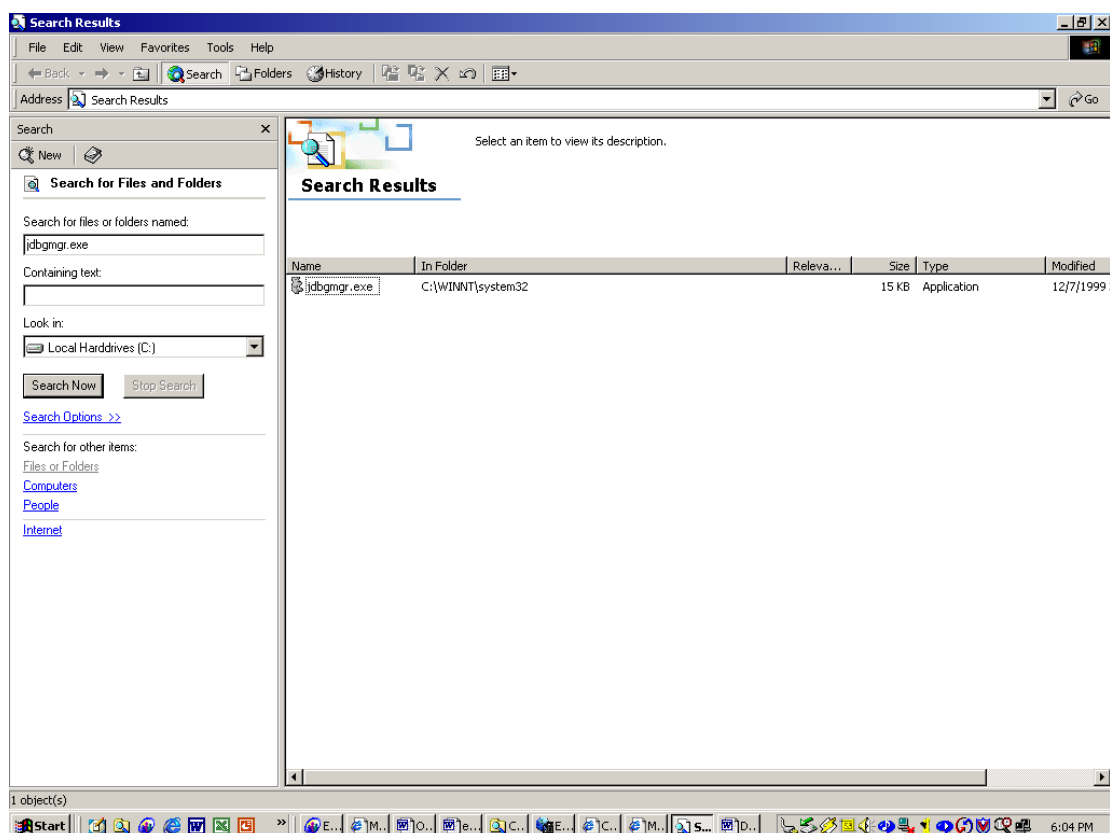 Search Results
File Edit View Favorites Tools Help
Back Search Folders History
Address Search Results Go
Search
New
Search for Files and Folders
Search for files or folders named:
jdbgmgr.exe
Containing text:
Look in:
Local Harddrives (C:)
Search Now Stop Search
Search Options >>
Search for other items:
Files or Folders
Computers
People
Internet
Select an item to view its description.
Search Results
Name In Folder Releva... Size Type Modified
jdbgmgr.exe C:\WINNT\system32 15 KB Application 12/7/1999
1 object(s)
Start » E... M... O... e... C... E... C... M... S... D... 6:04 PM